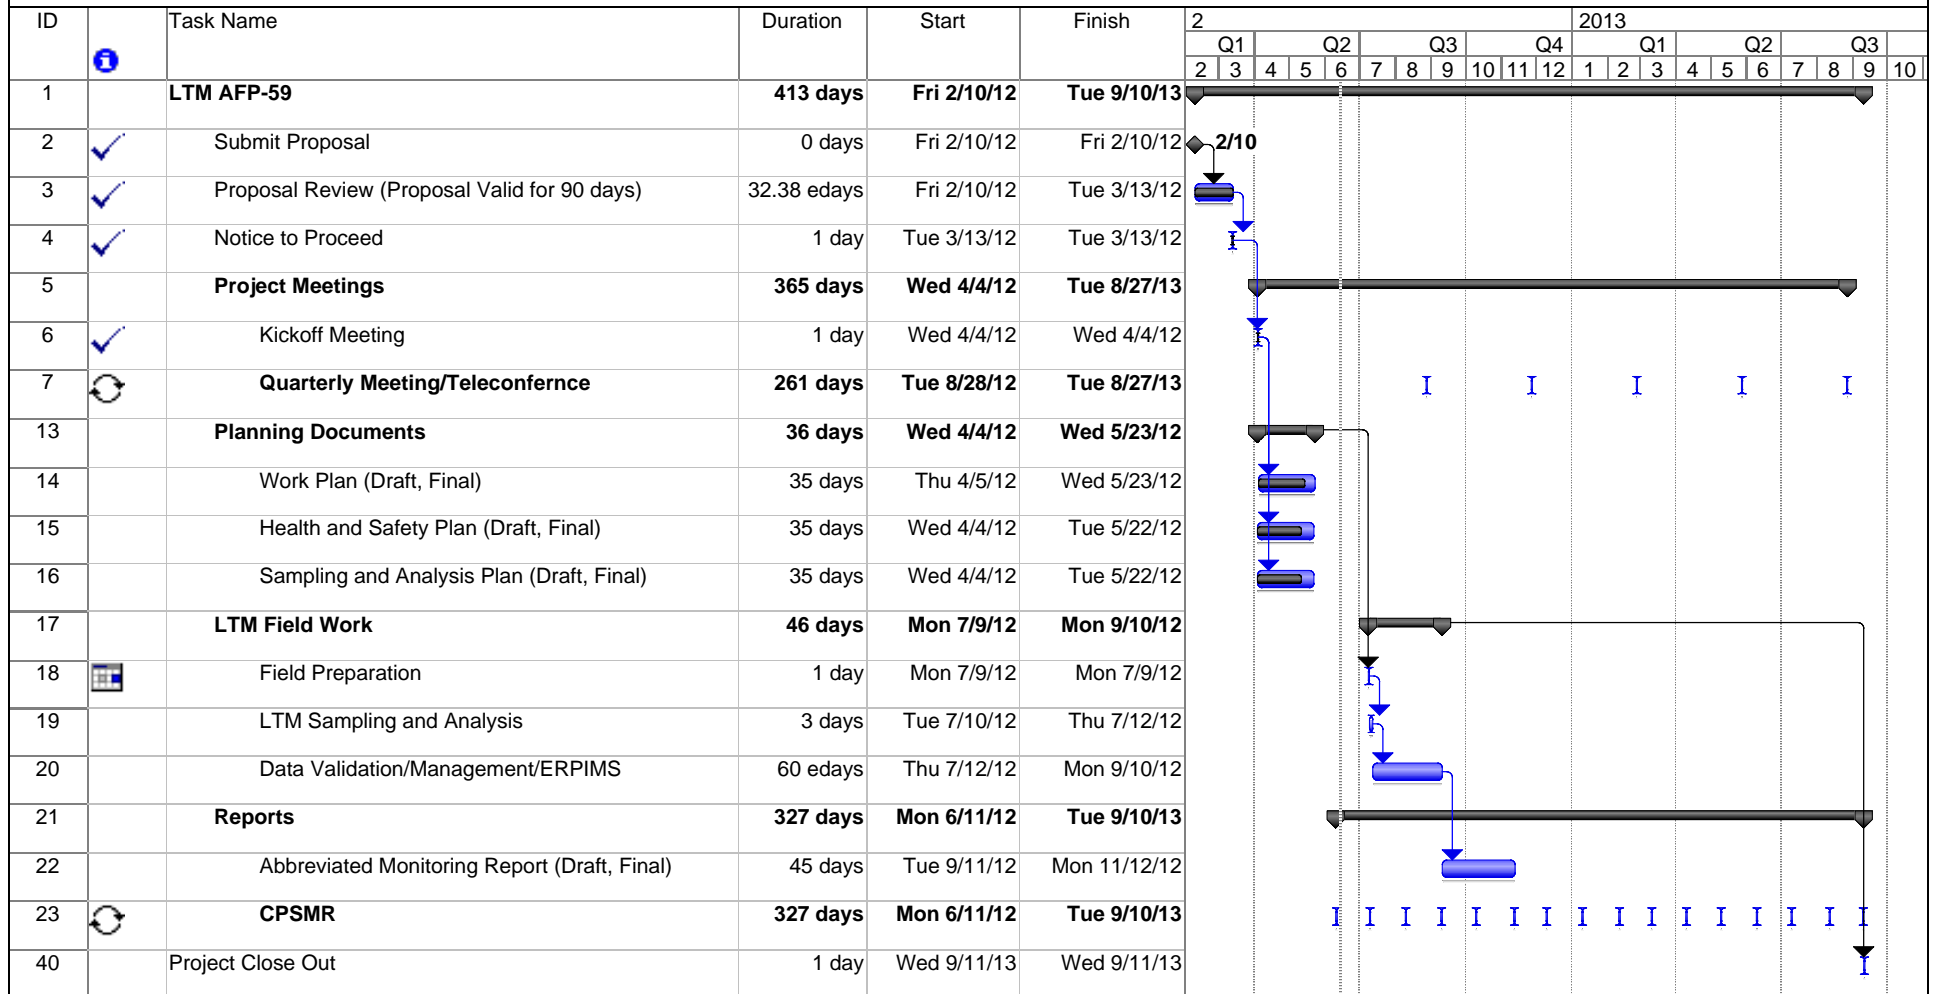 ID Task Name Duration Start Finish 2 2013
Q1 Q2 Q3 Q4 Q1 Q2 Q3
2 3 4 5 6 7 8 9 10 11 12 1 2 3 4 5 6 7 8 9 10
1 LTM AFP-59 413 days Fri 2/10/12 Tue 9/10/13
2 Submit Proposal 0 days Fri 2/10/12 Fri 2/10/12 2/10
3 Proposal Review (Proposal Valid for 90 days) 32.38 edays Fri 2/10/12 Tue 3/13/12
4 Notice to Proceed 1 day Tue 3/13/12 Tue 3/13/12
5 Project Meetings 365 days Wed 4/4/12 Tue 8/27/13
6 Kickoff Meeting 1 day Wed 4/4/12 Wed 4/4/12
7 Quarterly Meeting/Teleconfernce 261 days Tue 8/28/12 Tue 8/27/13
13 Planning Documents 36 days Wed 4/4/12 Wed 5/23/12
14 Work Plan (Draft, Final) 35 days Thu 4/5/12 Wed 5/23/12
15 Health and Safety Plan (Draft, Final) 35 days Wed 4/4/12 Tue 5/22/12
16 Sampling and Analysis Plan (Draft, Final) 35 days Wed 4/4/12 Tue 5/22/12
17 LTM Field Work 46 days Mon 7/9/12 Mon 9/10/12
18 Field Preparation 1 day Mon 7/9/12 Mon 7/9/12
19 LTM Sampling and Analysis 3 days Tue 7/10/12 Thu 7/12/12
20 Data Validation/Management/ERPIMS 60 edays Thu 7/12/12 Mon 9/10/12
21 Reports 327 days Mon 6/11/12 Tue 9/10/13
22 Abbreviated Monitoring Report (Draft, Final) 45 days Tue 9/11/12 Mon 11/12/12
23 CPSMR 327 days Mon 6/11/12 Tue 9/10/13
40 Project Close Out 1 day Wed 9/11/13 Wed 9/11/13